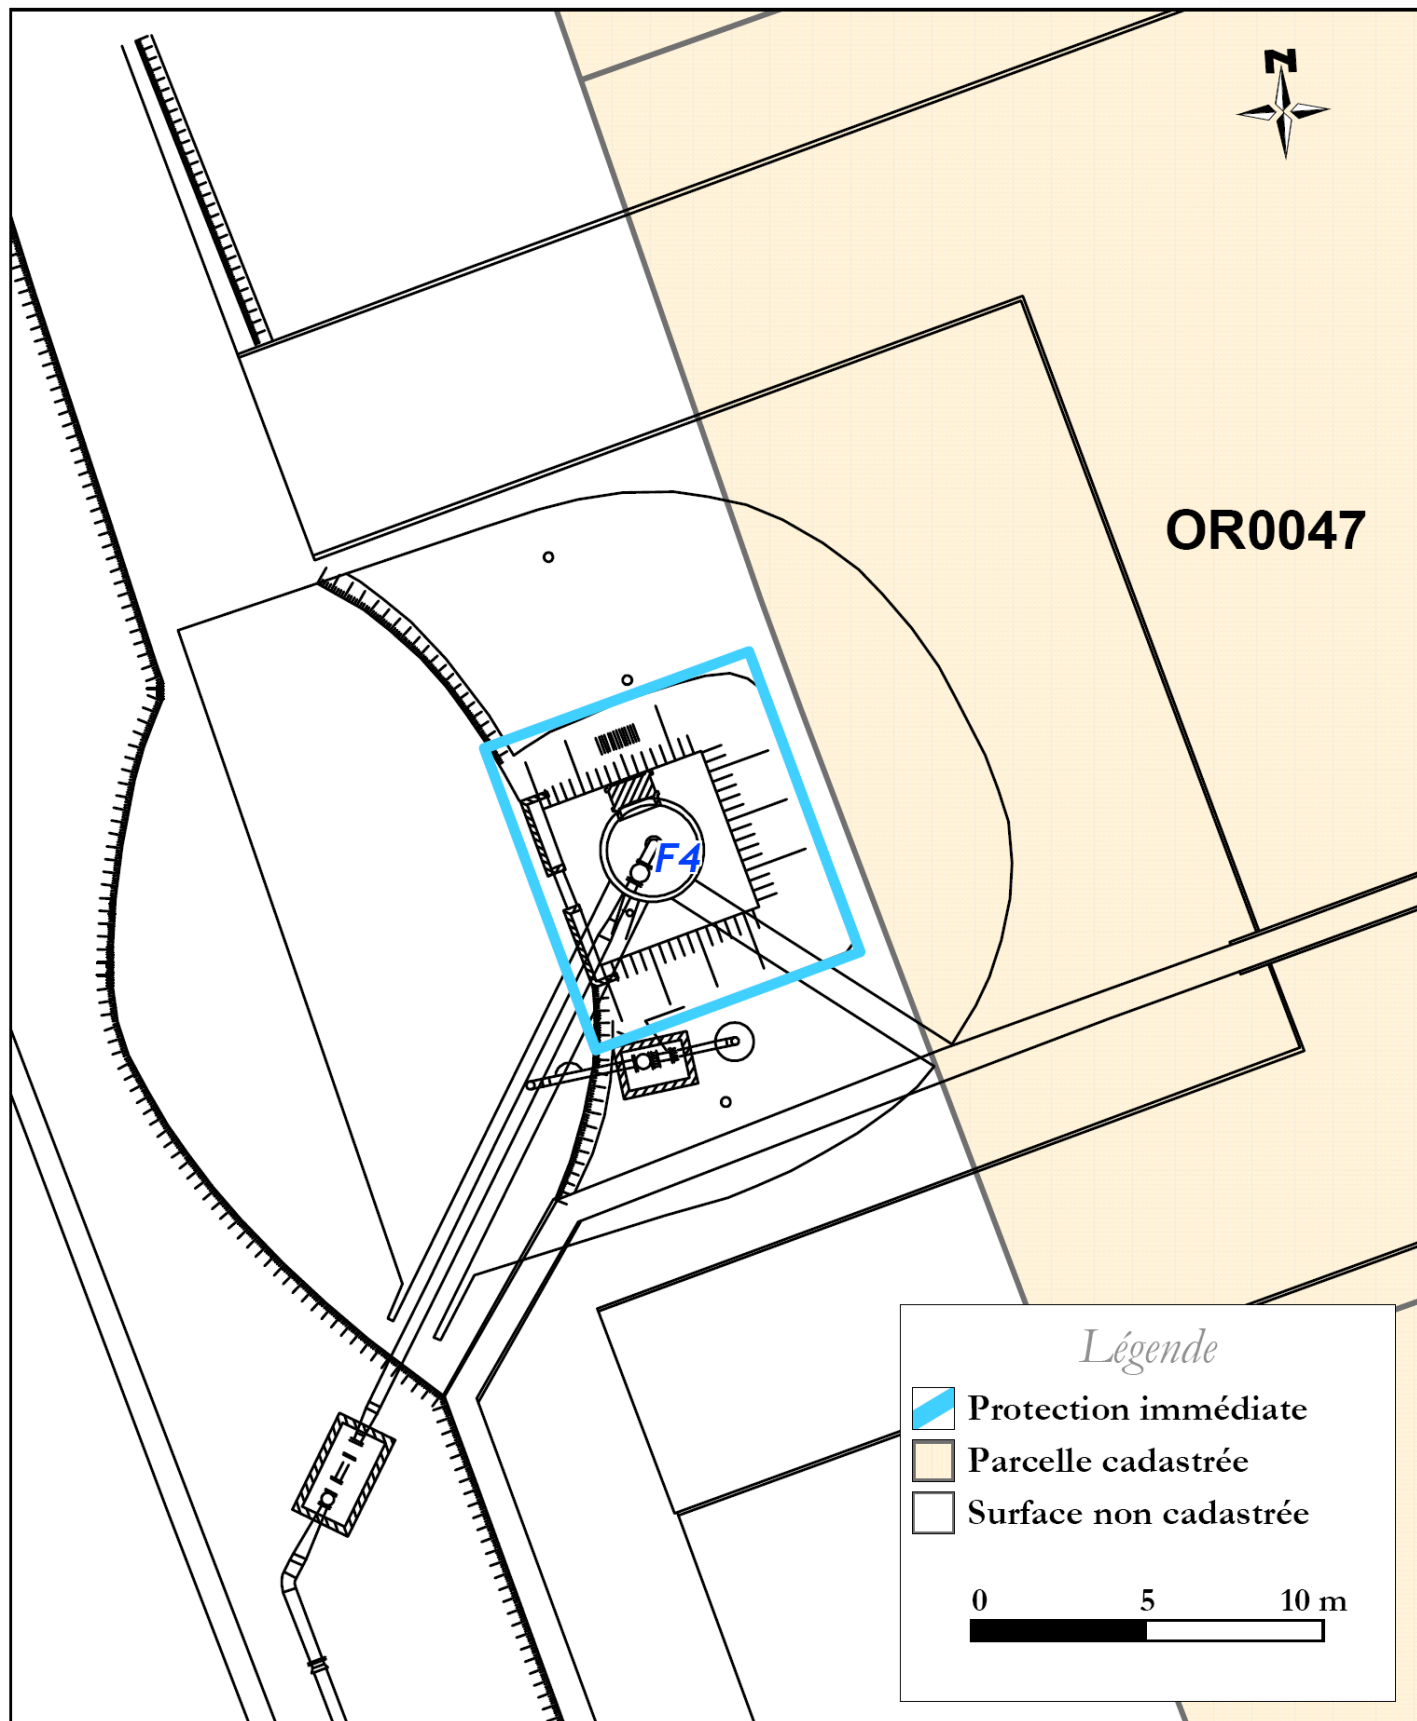 N
OR0047
F4
Légende
Protection immédiate
Parcelle cadastrée
Surface non cadastrée
0 5 10 m